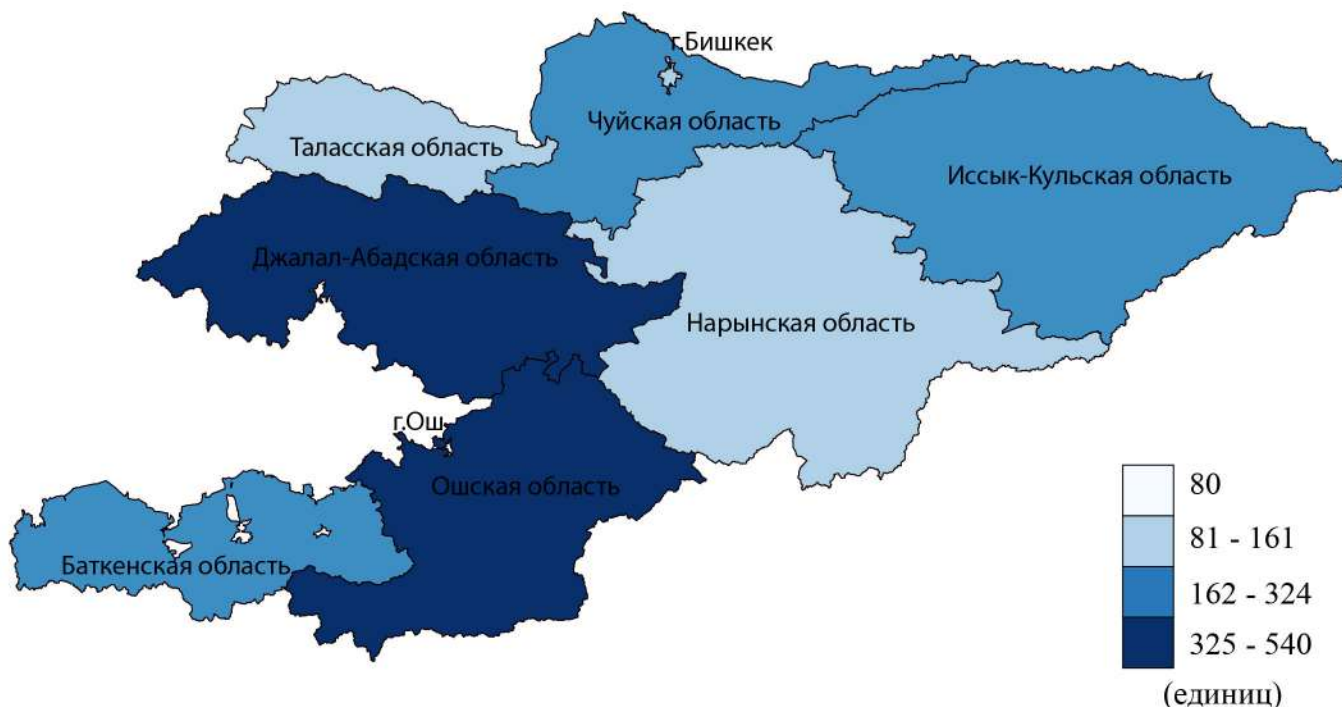 г.Бишкек
Чуйская область
Таласская область
Иссык-Кульская область
Джалал-Абадская область
Нарынская область
г.Ош
Ошская область
Баткенская область
80
81 - 161
162 - 324
325 - 540
(единиц)